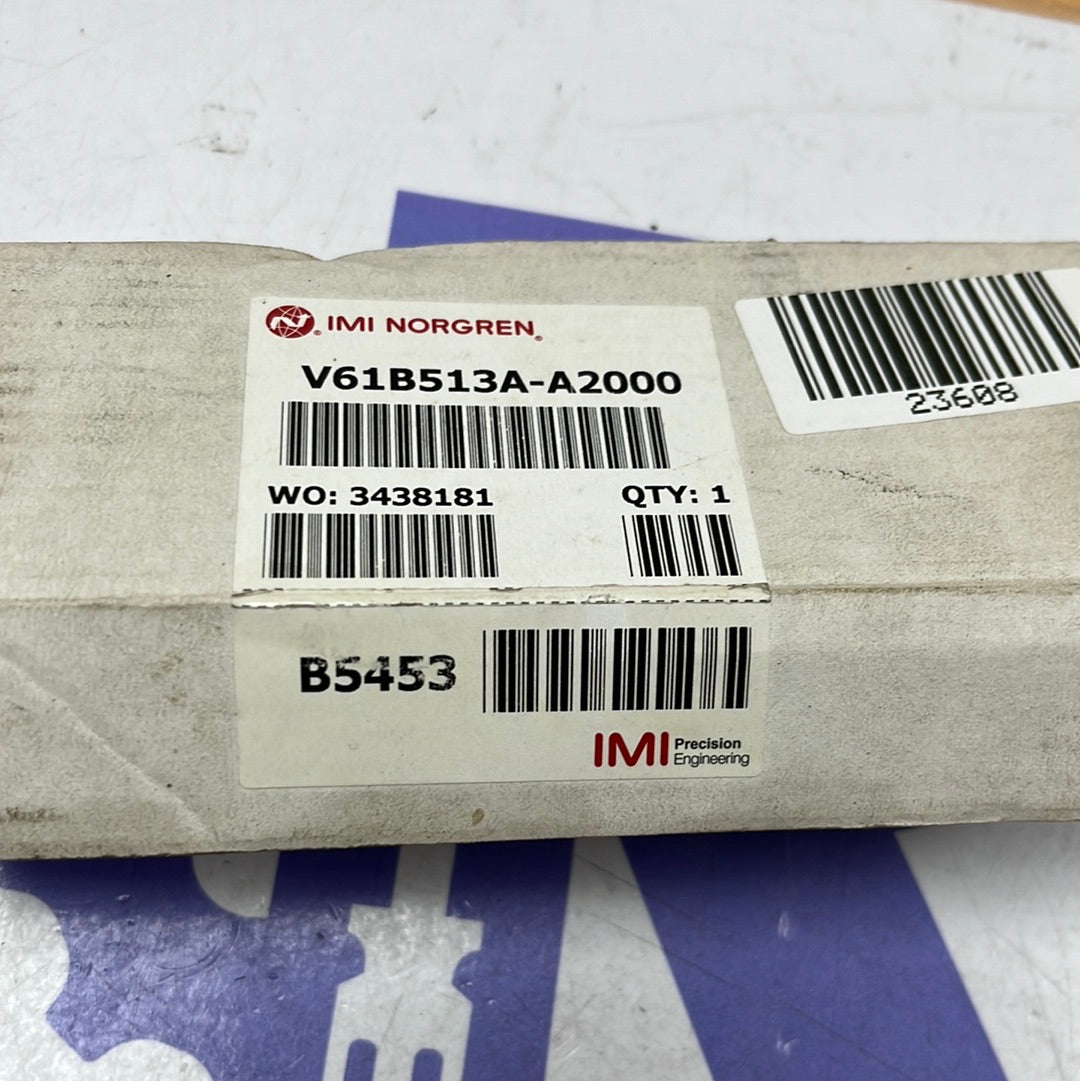 IMI NORGREN
V61B513A-A2000
23608
WO: 3438181 QTY: 1
B5453
IMI Precision
Engineering